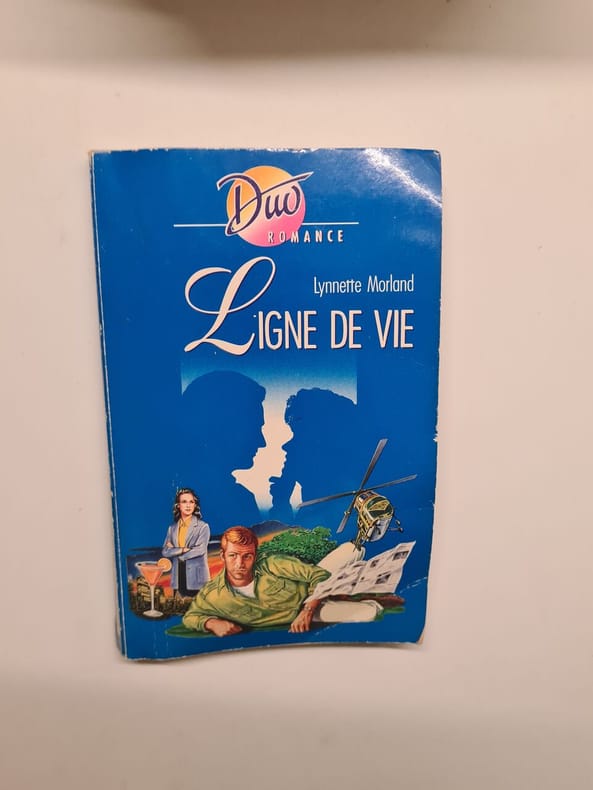 Duo
ROMANCE
Lynnette Morland
LIGNE DE VIE